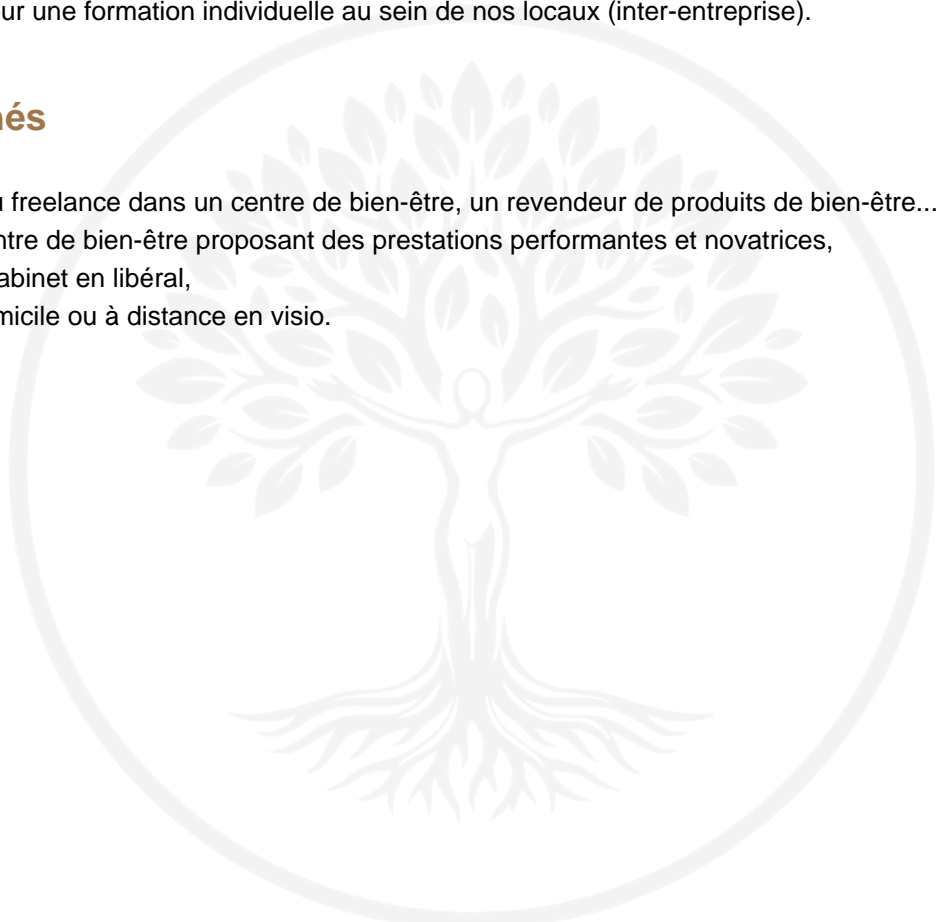 ur une formation individuelle au sein de nos locaux (inter-entreprise).
és
freelance dans un centre de bien-être, un revendeur de produits de bien-être...
ntre de bien-être proposant des prestations performantes et novatrices,
abinet en libéral,
micile ou à distance en visio.